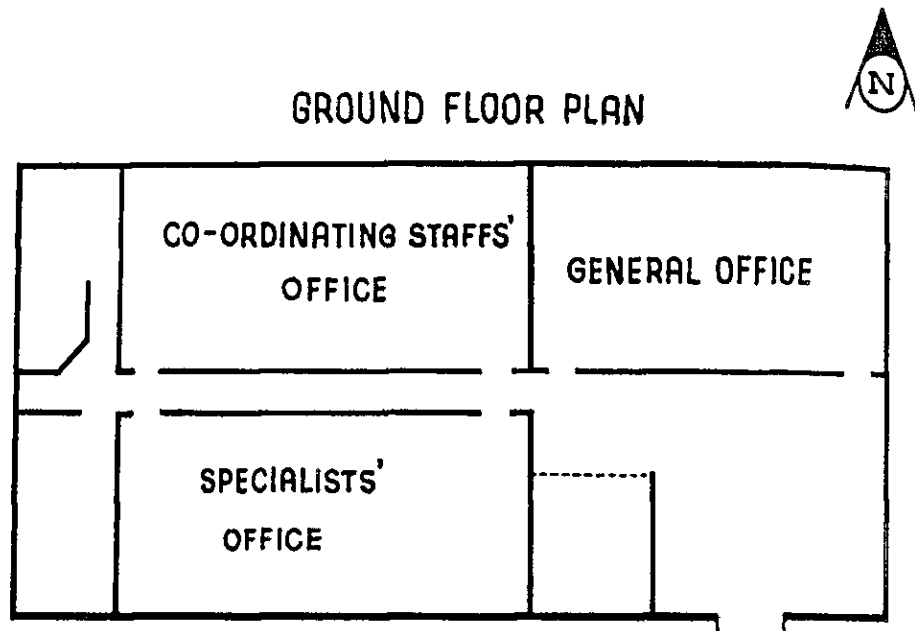 N
GROUND FLOOR PLAN
CO-ORDINATING STAFFS'
OFFICE
GENERAL OFFICE
SPECIALISTS'
OFFICE